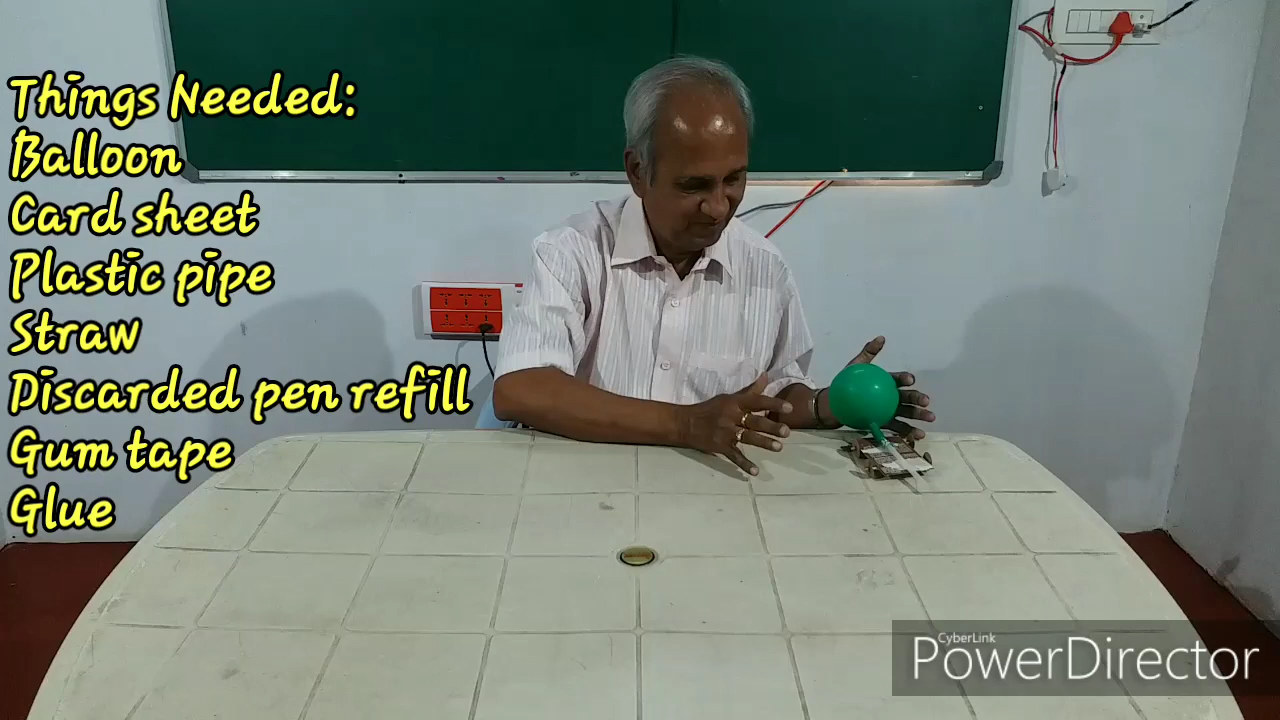 Things Needed:
Balloon
Card sheet
Plastic pipe
Straw
Discarded pen refill
Gum tape
Glue
CyberLink
PowerDirector